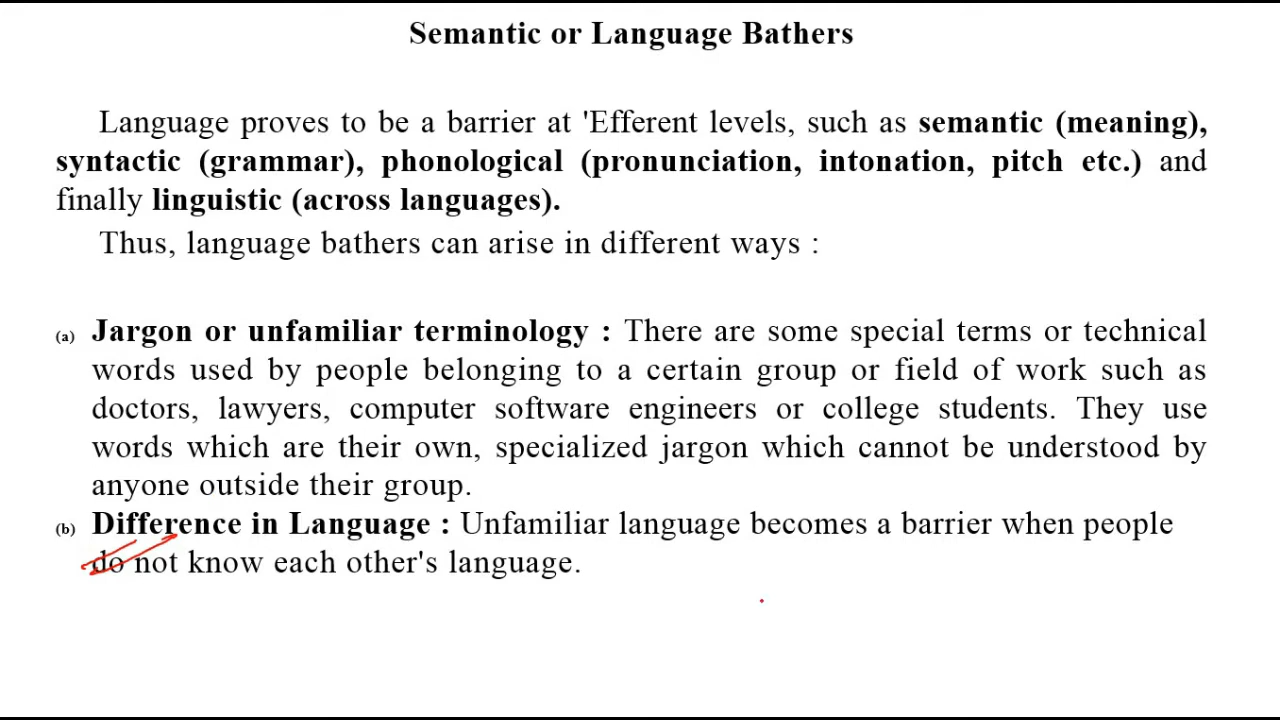 Semantic or Language Bathers
Language proves to be a barrier at 'Efferent levels, such as semantic (meaning),
syntactic (grammar), phonological (pronunciation, intonation, pitch etc.) and
finally linguistic (across languages).
Thus, language bathers can arise in different ways :
(a) Jargon or unfamiliar terminology : There are some special terms or technical
words used by people belonging to a certain group or field of work such as
doctors, lawyers, computer software engineers or college students. They use
words which are their own, specialized jargon which cannot be understood by
anyone outside their group.
(b) Difference in Language : Unfamiliar language becomes a barrier when people
do not know each other's language.